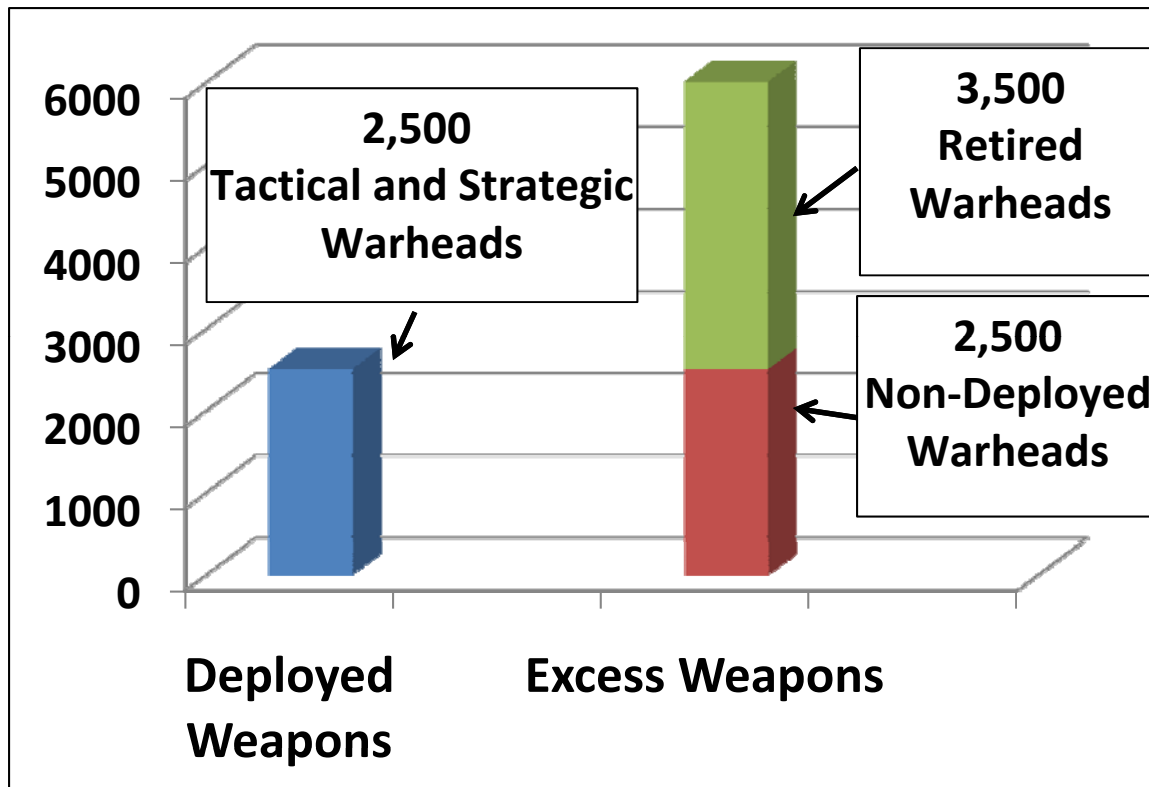 6000
5000
4000
3000
2000
1000
0
2,500
Tactical and Strategic
Warheads
3,500
Retired
Warheads
2,500
Non-Deployed
Warheads
Deployed
Weapons
Excess Weapons